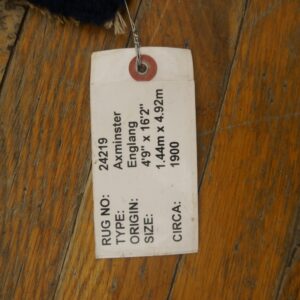 RUG NO: 24219
TYPE: Axminster
ORIGIN: Englang
SIZE: 4'9" x 16'2"
1.44m x 4.92m
CIRCA: 1900